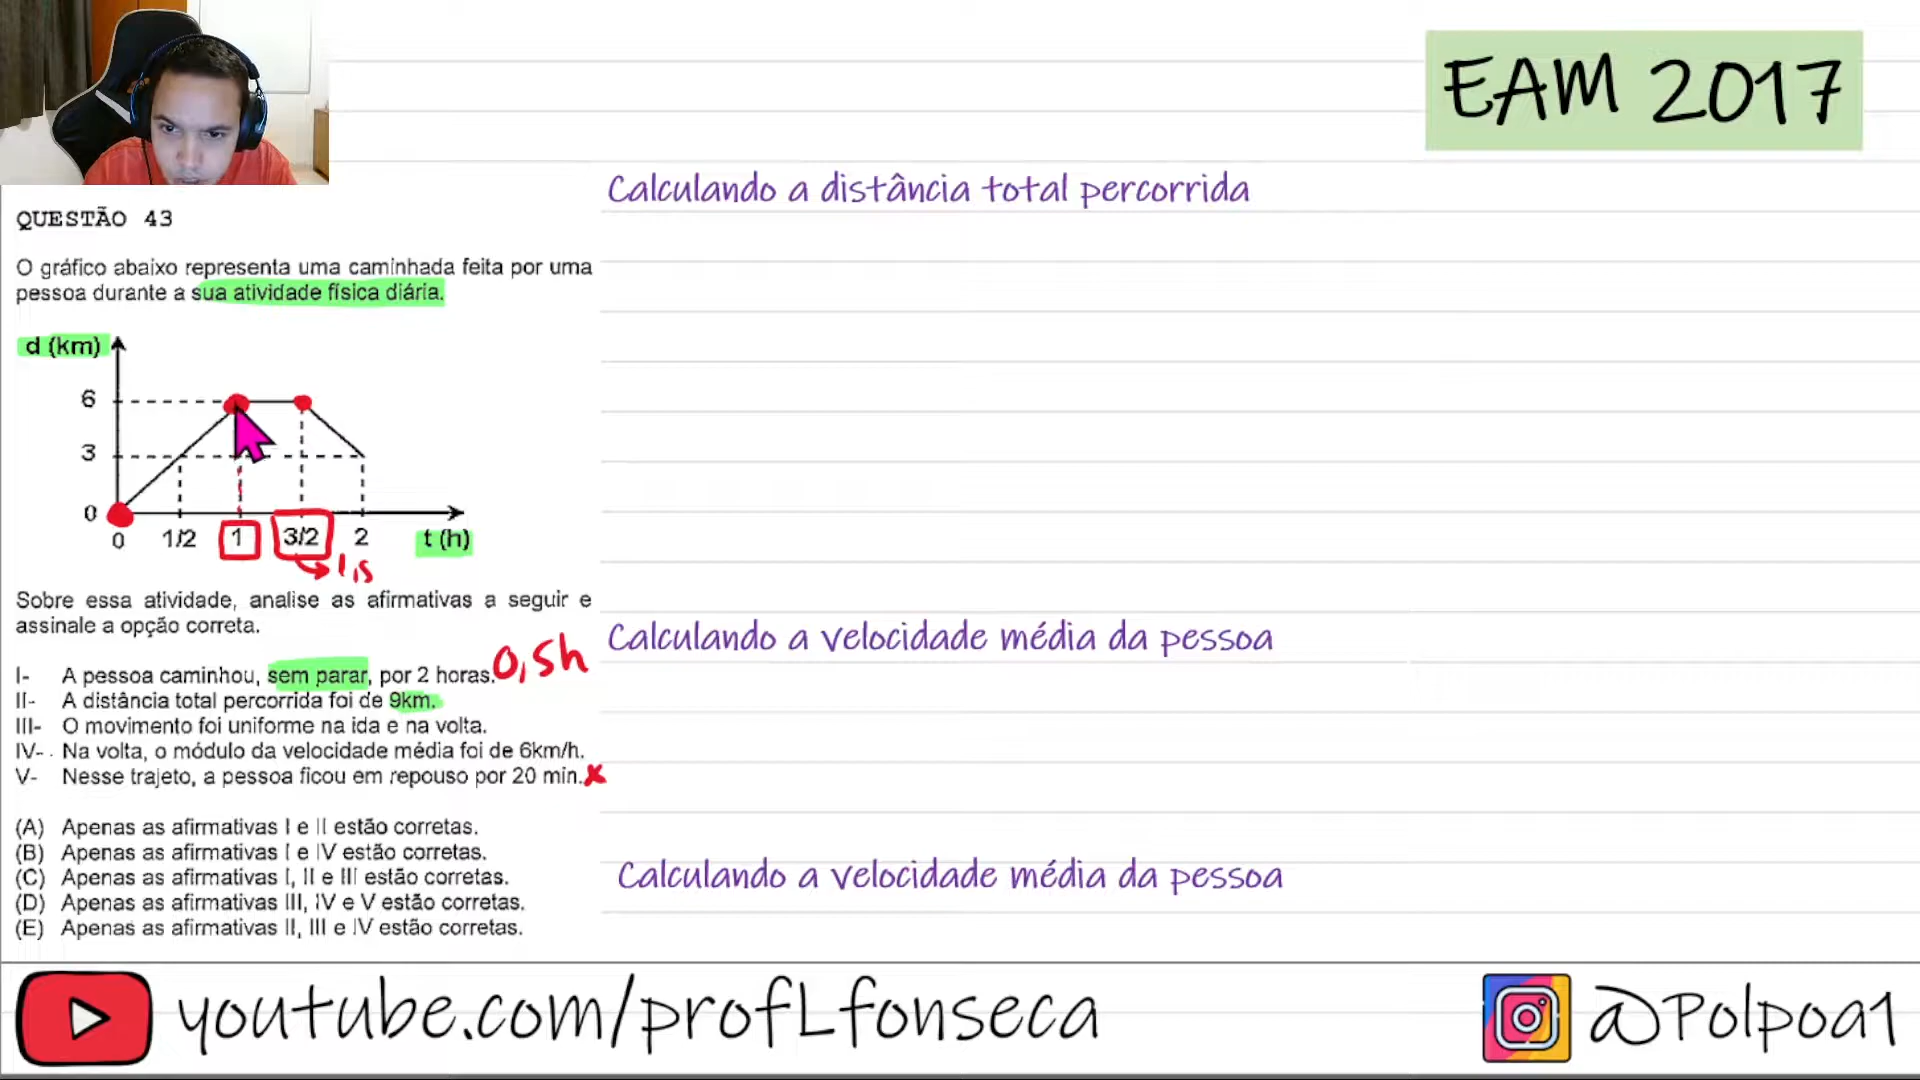 EAM 2017
QUESTÃO 43
O gráfico abaixo representa uma caminhada feita por uma
pessoa durante a sua atividade física diária.
d (km)
6
3
0
0 1/2 1 3/2 2 t (h)
1,5
Sobre essa atividade, analise as afirmativas a seguir e
assinale a opção correta.
I- A pessoa caminhou, sem parar, por 2 horas. 0,5h
II- A distância total percorrida foi de 9km.
III- O movimento foi uniforme na ida e na volta.
IV- . Na volta, o módulo da velocidade média foi de 6km/h.
V- Nesse trajeto, a pessoa ficou em repouso por 20 min. x
(A) Apenas as afirmativas I e II estão corretas.
(B) Apenas as afirmativas I e IV estão corretas.
(C) Apenas as afirmativas I, II e III estão corretas.
(D) Apenas as afirmativas III, IV e V estão corretas.
(E) Apenas as afirmativas II, III e IV estão corretas.
Calculando a distância total percorrida
Calculando a velocidade média da pessoa
Calculando a velocidade média da pessoa
youtube.com/profLfonseca
@Polpoa1